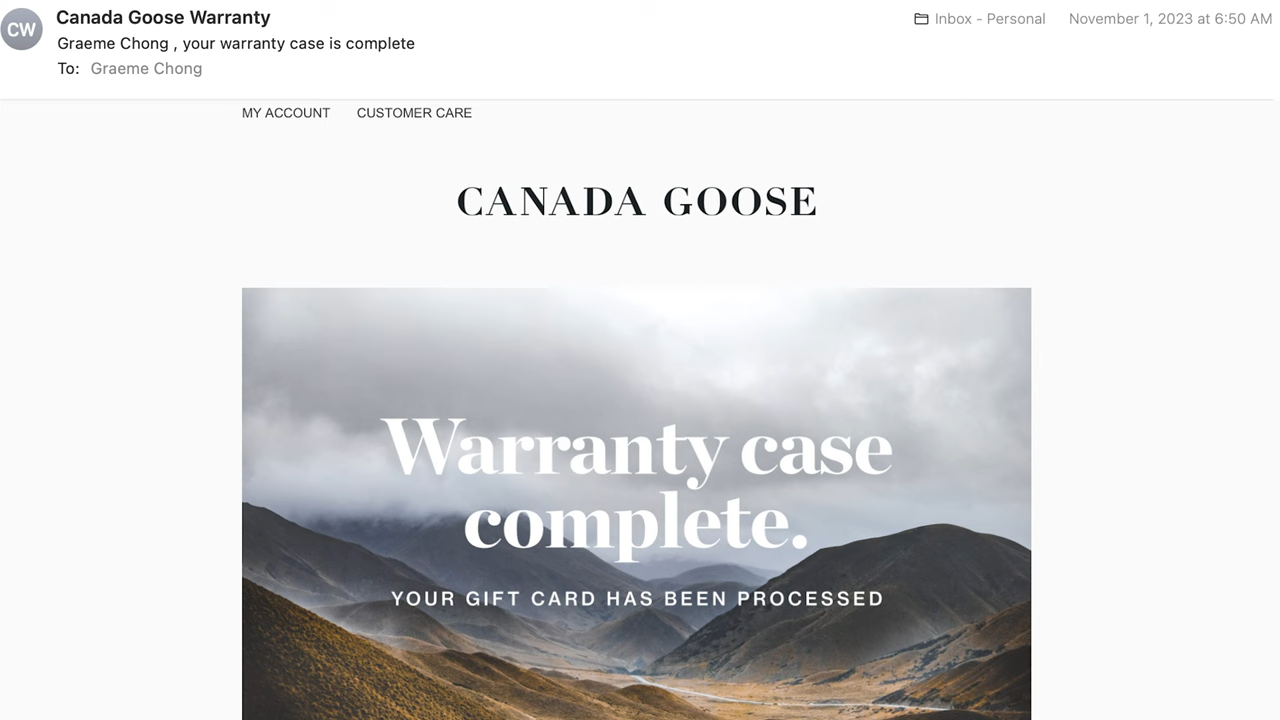 CW
Canada Goose Warranty
Inbox - Personal
November 1, 2023 at 6:50 AM
Graeme Chong , your warranty case is complete
To: Graeme Chong
MY ACCOUNT
CUSTOMER CARE
CANADA GOOSE
Warranty case
complete.
YOUR GIFT CARD HAS BEEN PROCESSED